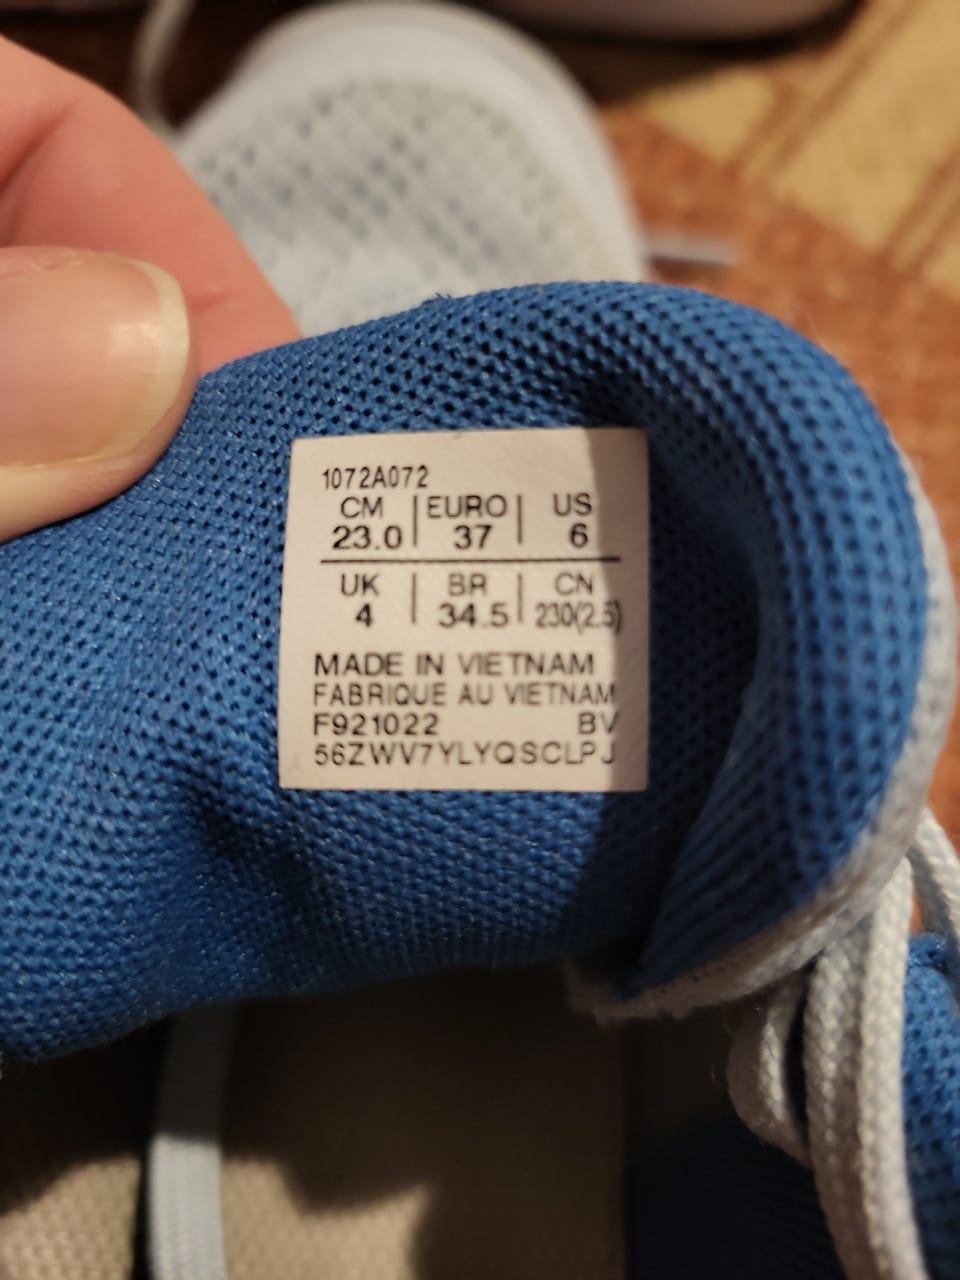 1072A072
CM | EURO | US
23.0 | 37 | 6
UK | BR | CN
4 | 34.5 | 230(2.5)
MADE IN VIETNAM
FABRIQUE AU VIETNAM
F921022 BV
56ZWV7YLYQSCLPJ